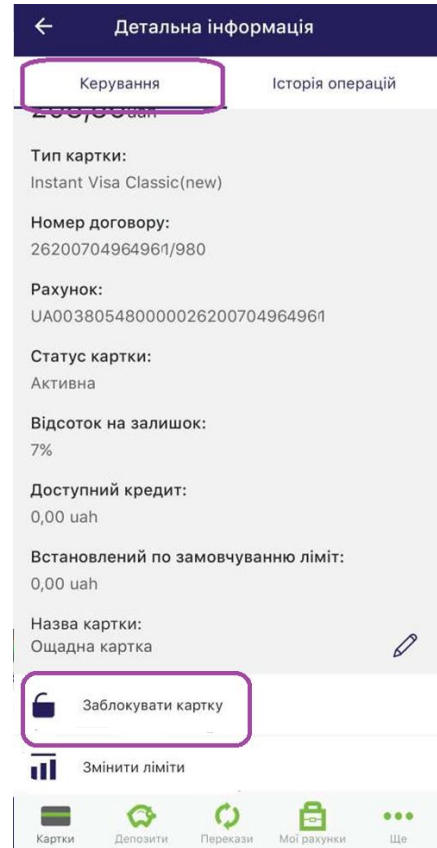 Детальна інформація
Керування
Історія операцій
Тип картки:
Instant Visa Classic(new)
Номер договору:
26200704964961/980
Рахунок:
UA003805480000026200704964961
Статус картки:
Активна
Відсоток на залишок:
7%
Доступний кредит:
0,00 uah
Встановлений по замовчуванню ліміт:
0,00 uah
Назва картки:
Ощадна картка
Заблокувати картку
Змінити ліміти
Картки
Депозити
Перекази
Мої рахунки
Ще